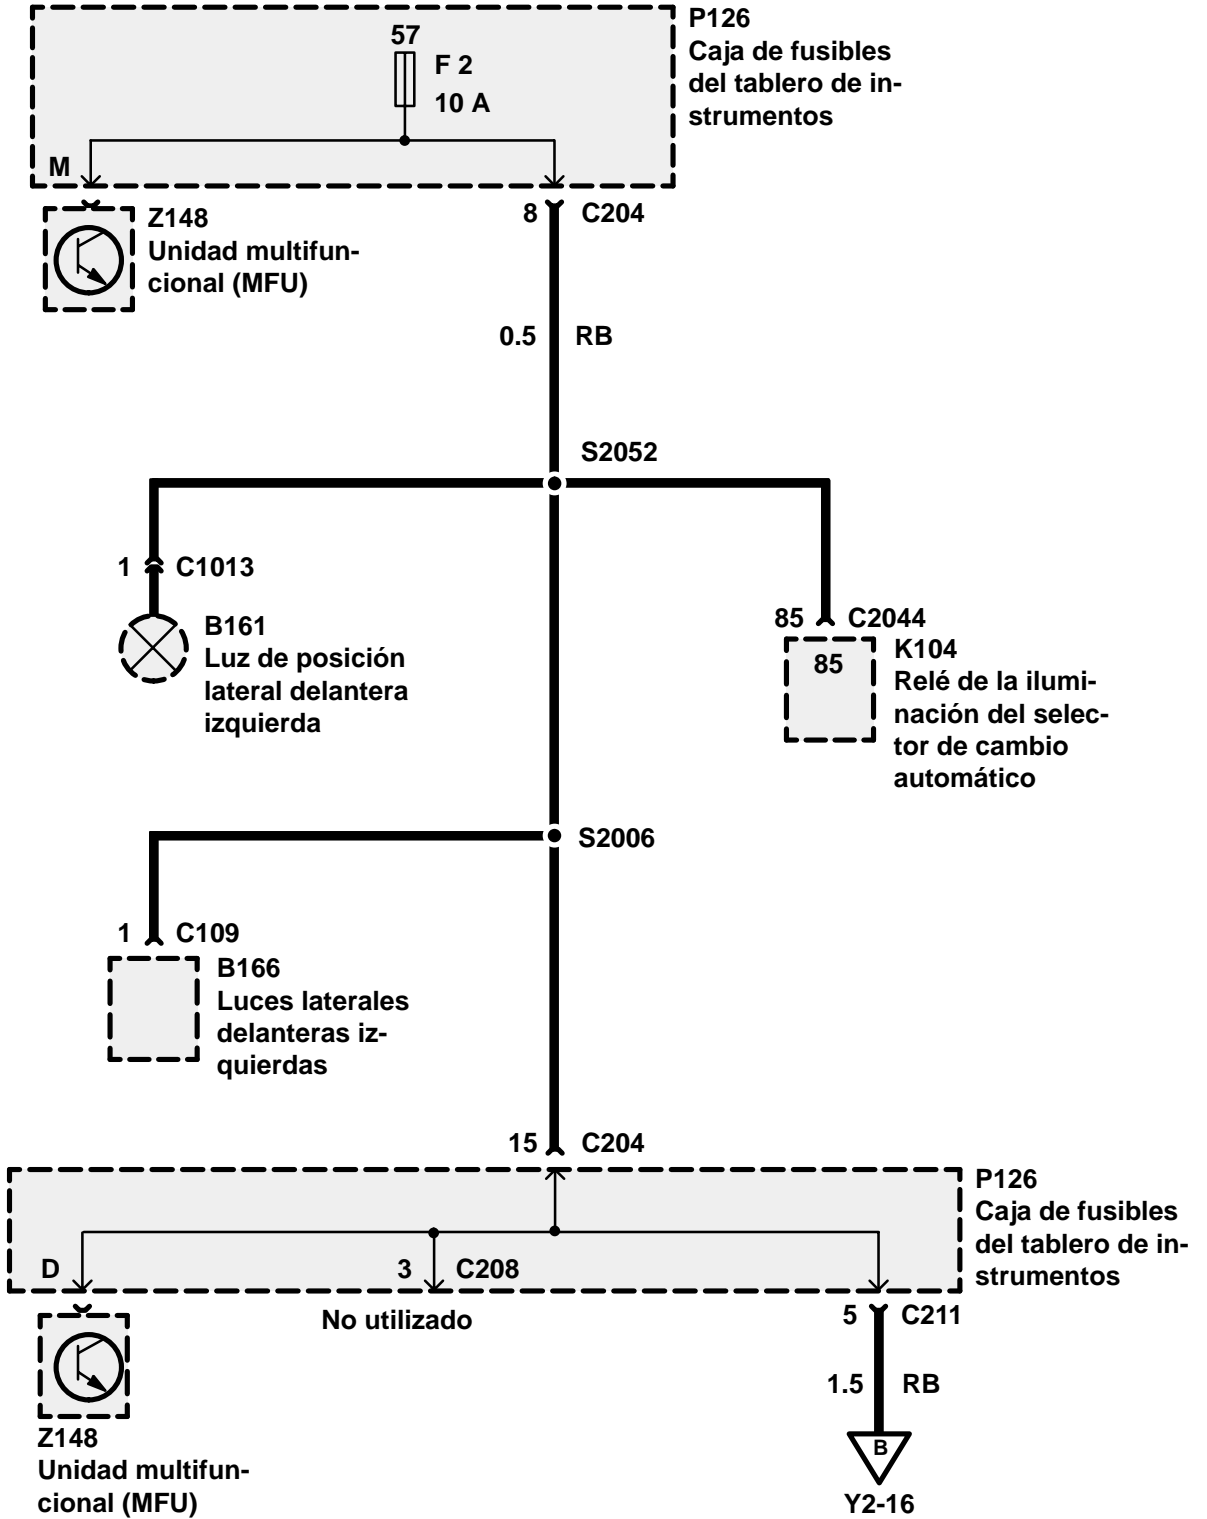 P126
Caja de fusibles
del tablero de in-
strumentos
57
F 2
10 A
M
Z148
Unidad multifun-
cional (MFU)
8 C204
0.5 RB
S2052
1 C1013
B161
Luz de posición
lateral delantera
izquierda
85 C2044
85
K104
Relé de la ilumi-
nación del selec-
tor de cambio
automático
S2006
1 C109
B166
Luces laterales
delanteras iz-
quierdas
15 C204
P126
Caja de fusibles
del tablero de in-
strumentos
D
3 C208
No utilizado
5 C211
1.5 RB
B
Y2-16
Z148
Unidad multifun-
cional (MFU)